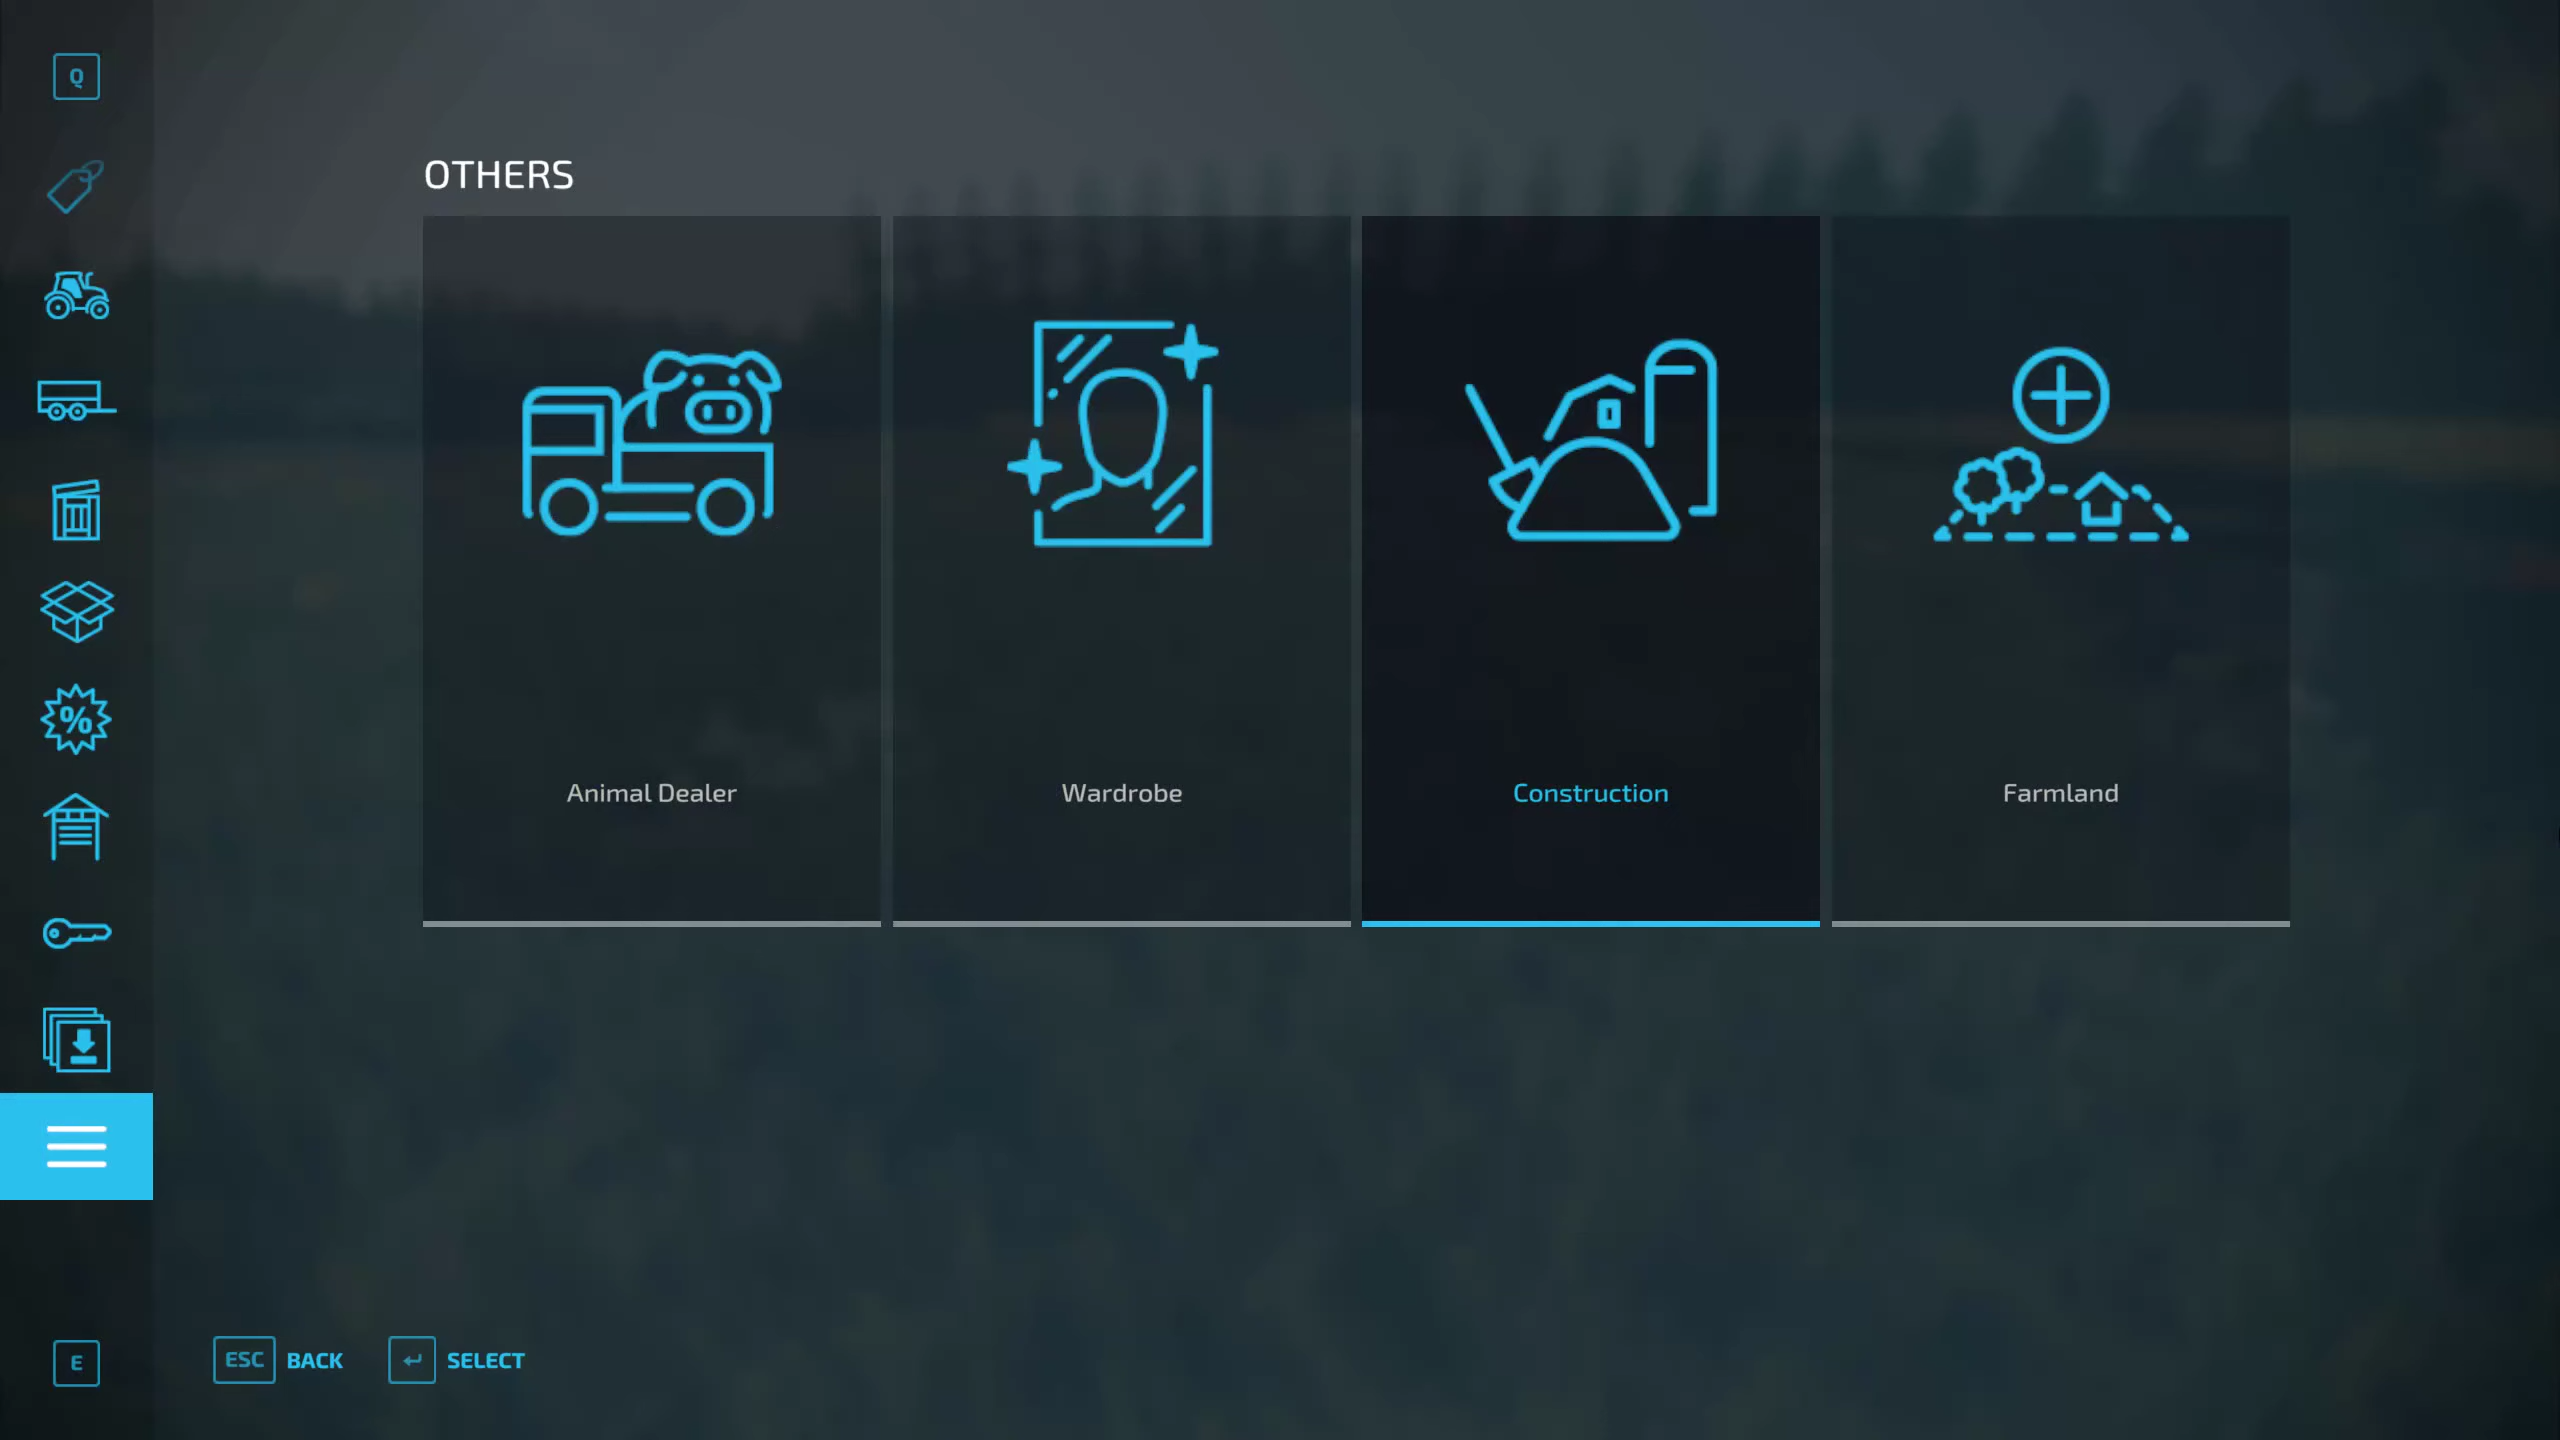 Q
OTHERS
%
Animal Dealer
Wardrobe
Construction
Farmland
E
ESC BACK
SELECT